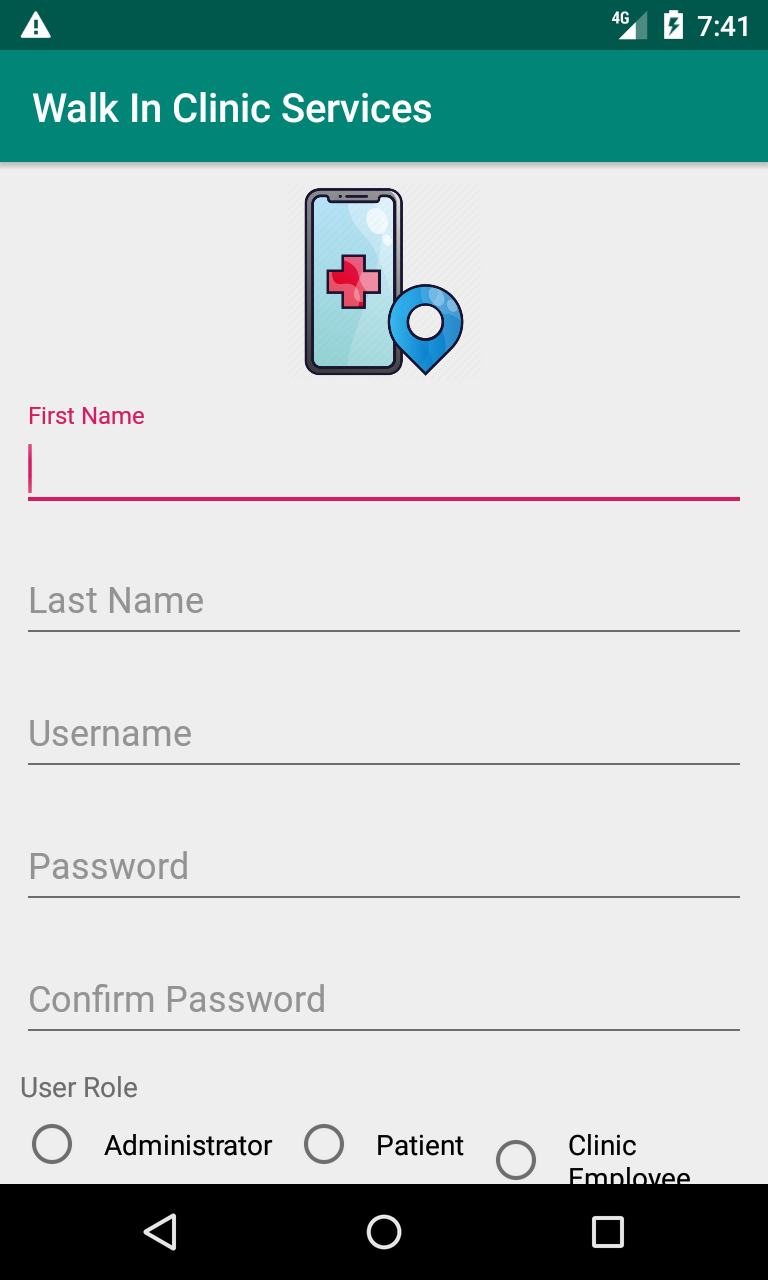 4G 7:41
Walk In Clinic Services
First Name
Last Name
Username
Password
Confirm Password
User Role
Administrator Patient Clinic
Employee